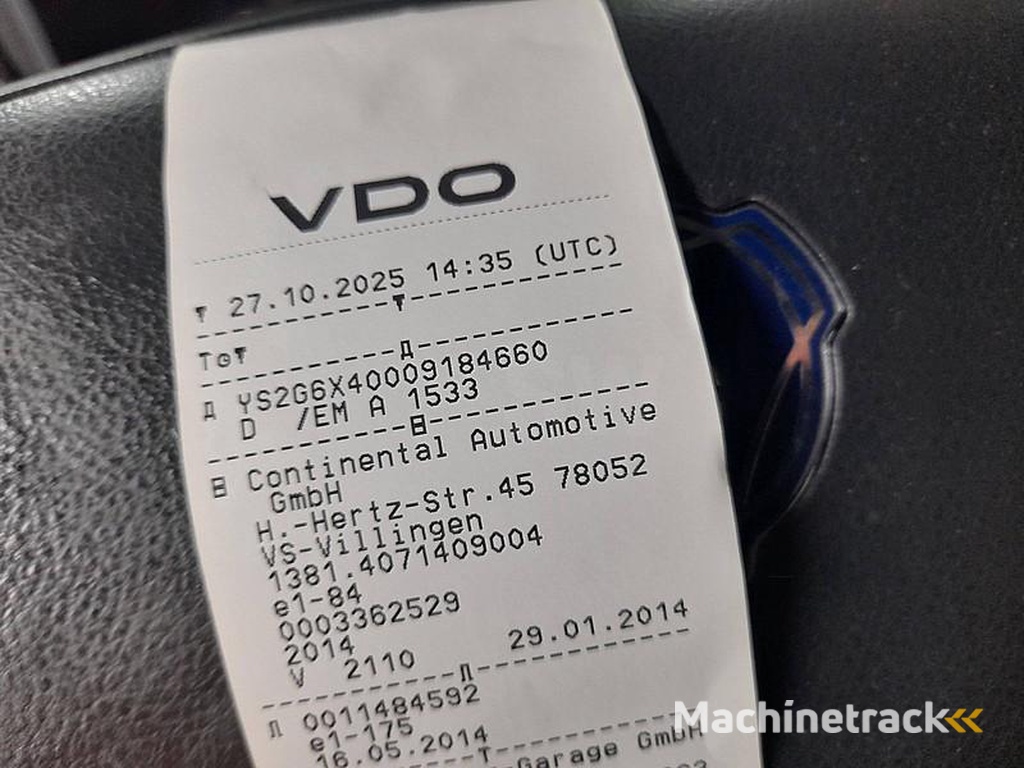 VDO
▼ 27.10.2025 14:35 (UTC)
----------▼----------
T⊙▼
----------A----------
A YS2G6X40009184660
D /EM A 1533
----------B----------
B Continental Automotive
GmbH
H.-Hertz-Str.45 78052
VS-Villingen
1381.4071409004
e1-84
0003362529
2014
V 2110 29.01.2014
----------Л----------
Л 0011484592
e1-175
16.05.2014
----------T----------
-Garage GmbH
Machinetrack